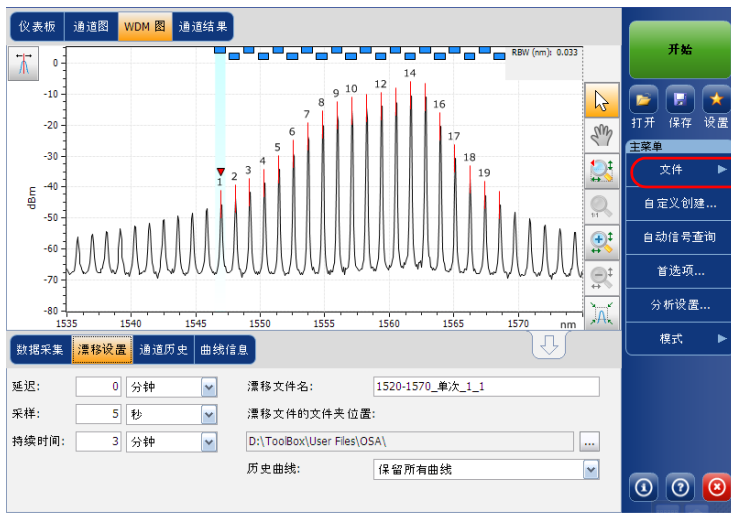 仪表板 通道图 WDM 图 通道结果
RBW (nm): 0.033
0
-10
-20
-30
-40
-50
-60
-70
-80
dBm
1 2 3 4 5 6 7 8 9 10 12 14 16 17 18 19
1535 1540 1545 1550 1555 1560 1565 1570 nm
1:1
数据采集 漂移设置 通道历史 曲线信息
延迟: 0 分钟
采样: 5 秒
持续时间: 3 分钟
漂移文件名: 1520-1570_单次_1_1
漂移文件的文件夹位置:
D:\ToolBox\User Files\OSA\ ...
历史曲线: 保留所有曲线
开始
打开 保存 设置
主菜单
文件
自定义创建...
自动信号查询
首选项...
分析设置...
模式